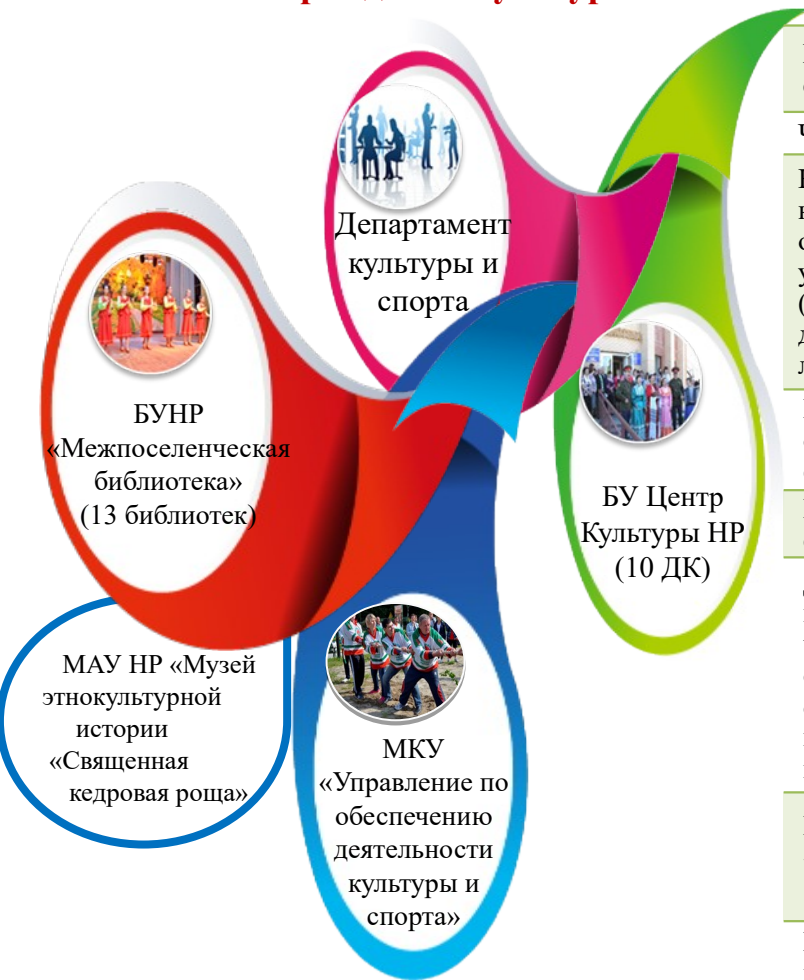 Департамент
культуры и
спорта
БУНР
«Межпоселенческая
библиотека»
(13 библиотек)
БУ Центр
Культуры НР
(10 ДК)
МАУ НР «Музей
этнокультурной
истории
«Священная
кедровая роща»
МКУ
«Управление по
обеспечению
деятельности
культуры и
спорта»